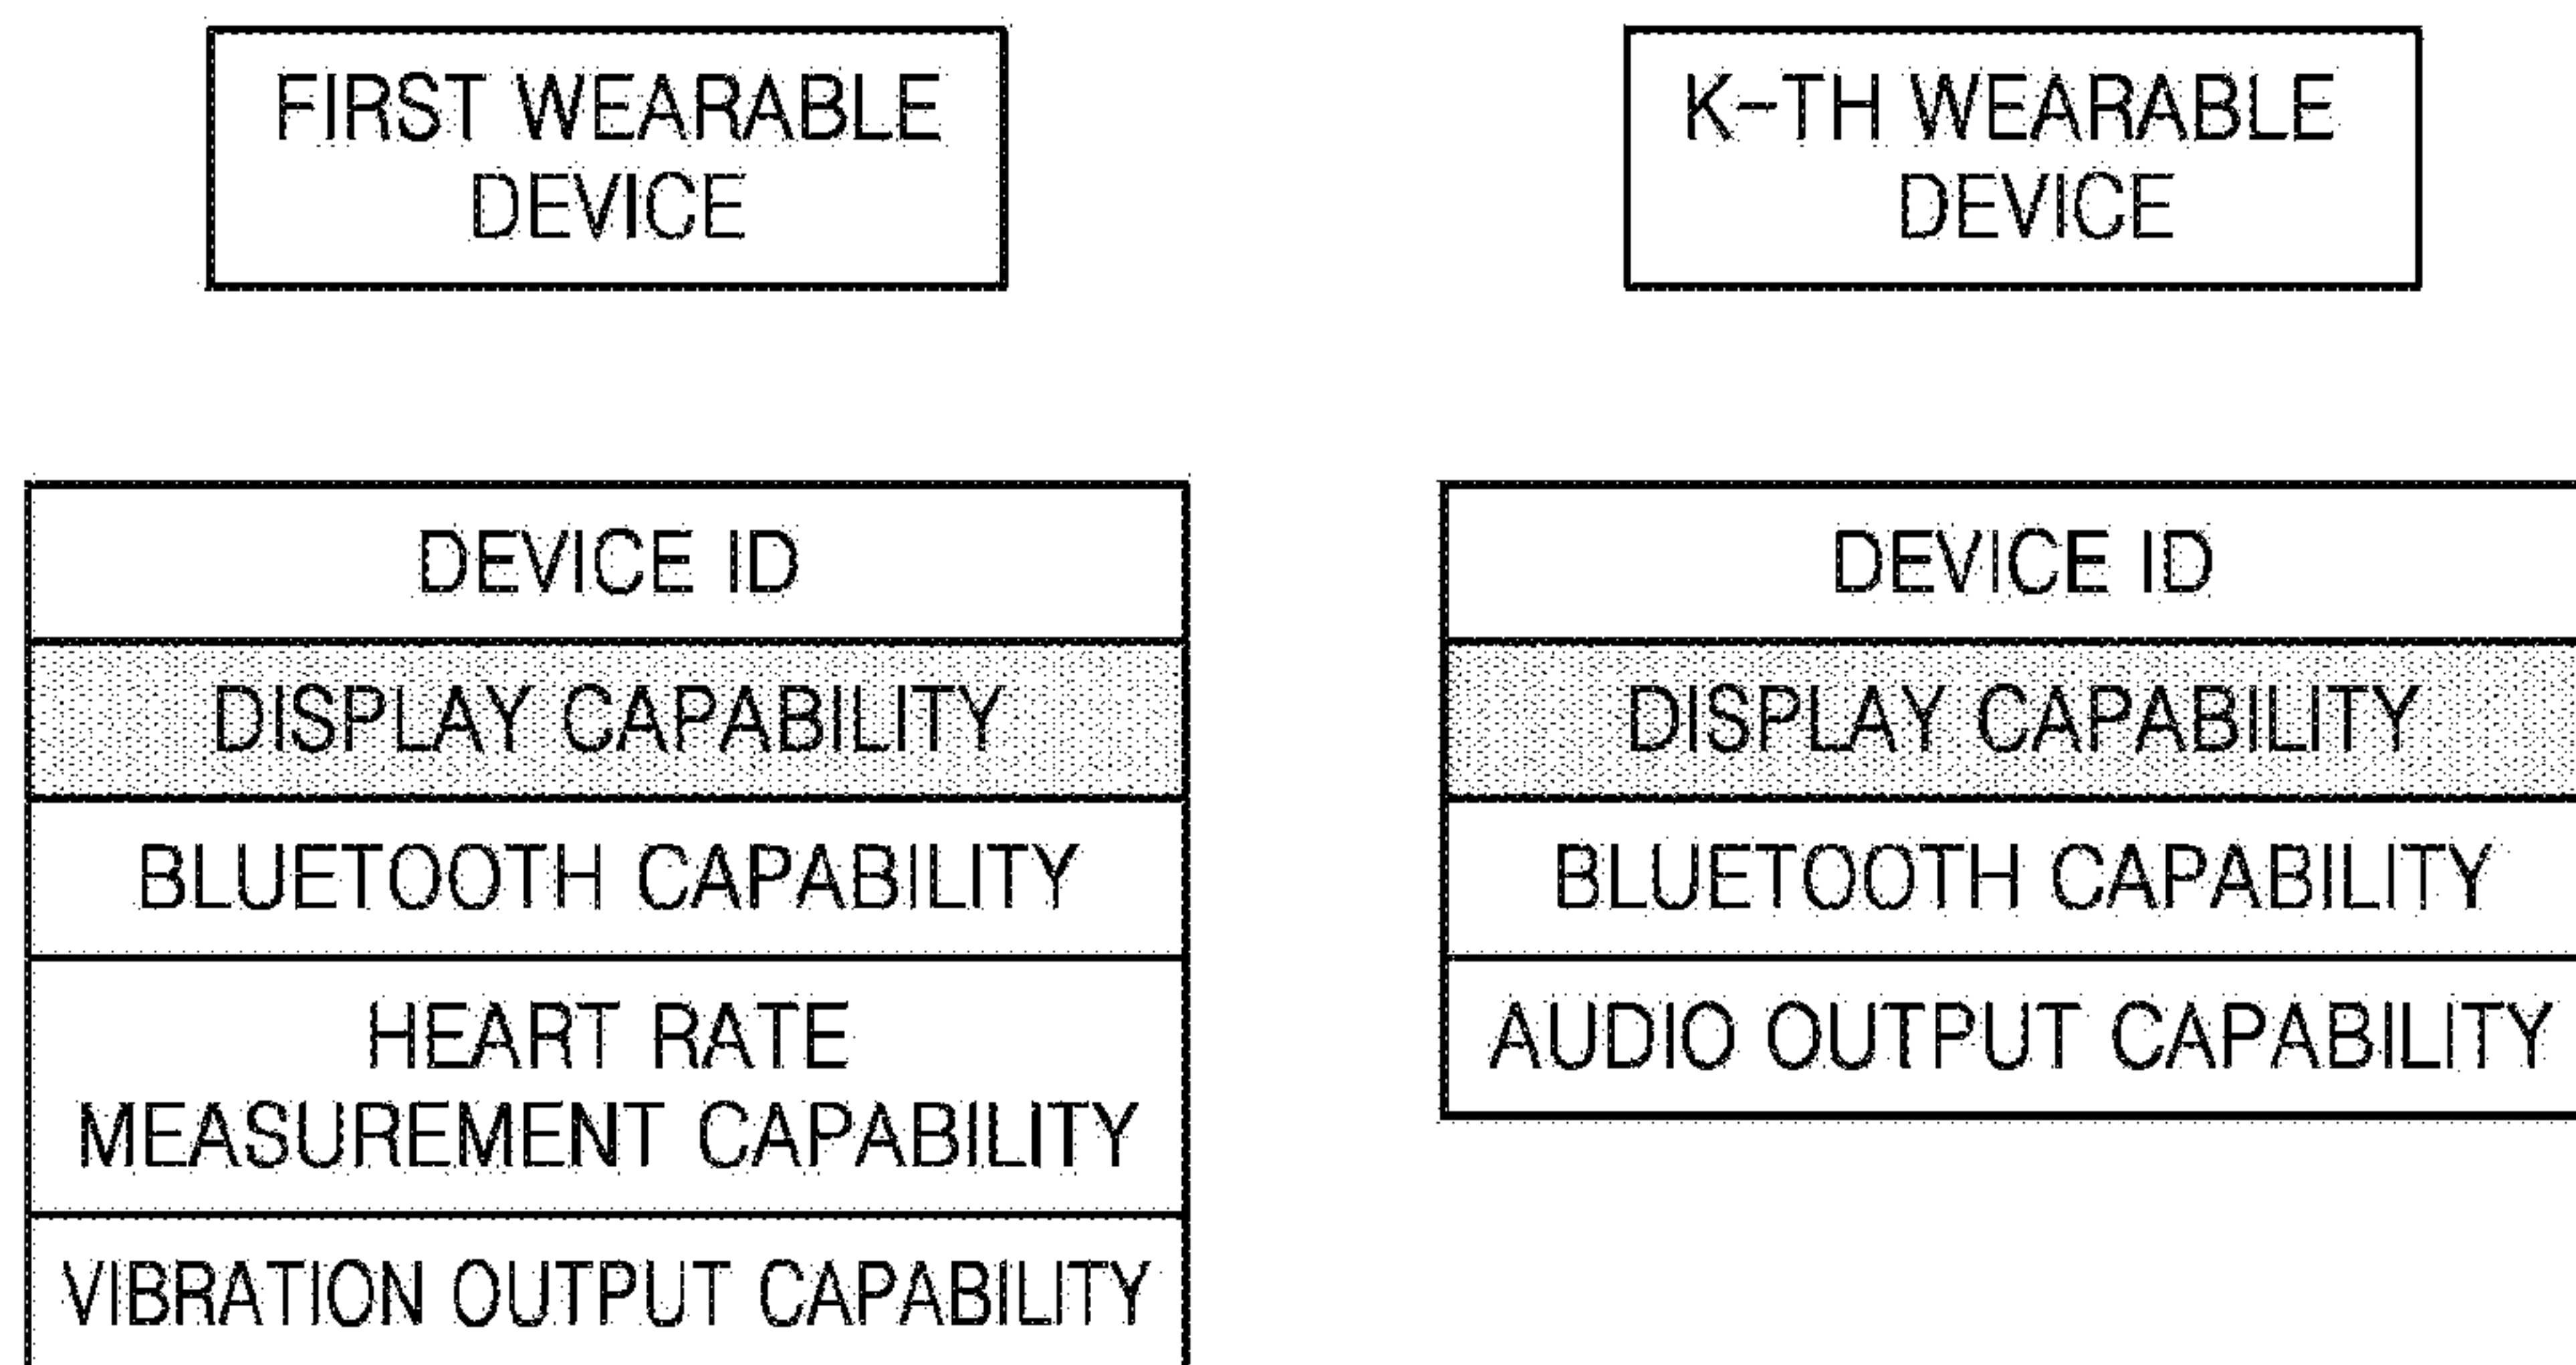 FIRST WEARABLE
DEVICE
K-TH WEARABLE
DEVICE
DEVICE ID
DISPLAY CAPABILITY
BLUETOOTH CAPABILITY
HEART RATE
MEASUREMENT CAPABILITY
VIBRATION OUTPUT CAPABILITY
DEVICE ID
DISPLAY CAPABILITY
BLUETOOTH CAPABILITY
AUDIO OUTPUT CAPABILITY